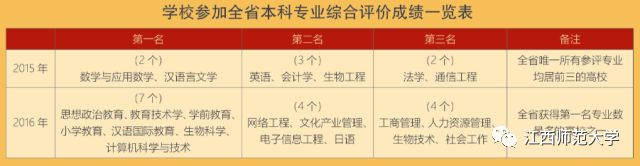 学校参加全省本科专业综合评价成绩一览表
第一名 第二名 第三名 备注
2015 年
(2 个)
数学与应用数学、汉语言文学
(3 个)
英语、会计学、生物工程
(2 个)
法学、通信工程
全省唯一所有参评专业
均居前三的高校
2016 年
(7 个)
思想政治教育、教育技术学、学前教育、
小学教育、汉语国际教育、生物科学、
计算机科学与技术
(4 个)
网络工程、文化产业管理、
电子信息工程、日语
(4 个)
工商管理、人力资源管理、
生物技术、社会工作
全省获得第一名专业数
江西师范大学